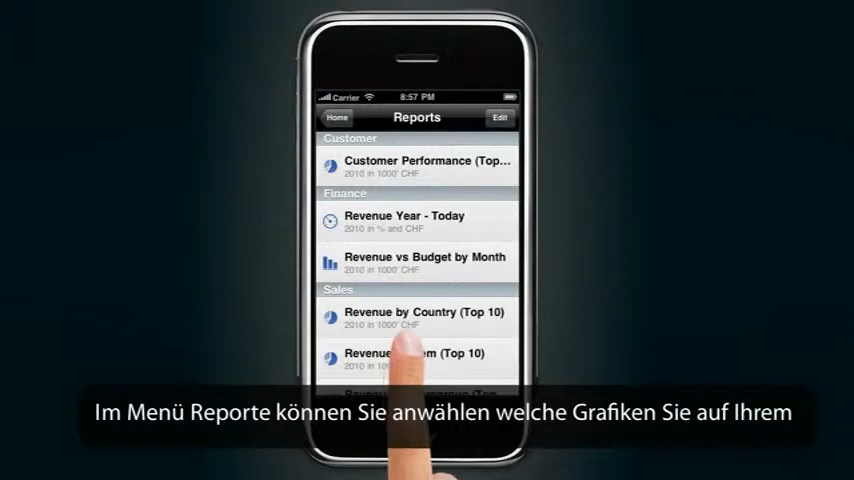 Carrier 8:57 PM
Home Reports Edit
Customer
Customer Performance (Top...
2010 in 1000' CHF
Finance
Revenue Year - Today
2010 in % and CHF
Revenue vs Budget by Month
2010 in 1000' CHF
Sales
Revenue by Country (Top 10)
2010 in 1000' CHF
Revenue em (Top 10)
2010 in
Im Menü Reporte können Sie anwählen welche Grafiken Sie auf Ihrem